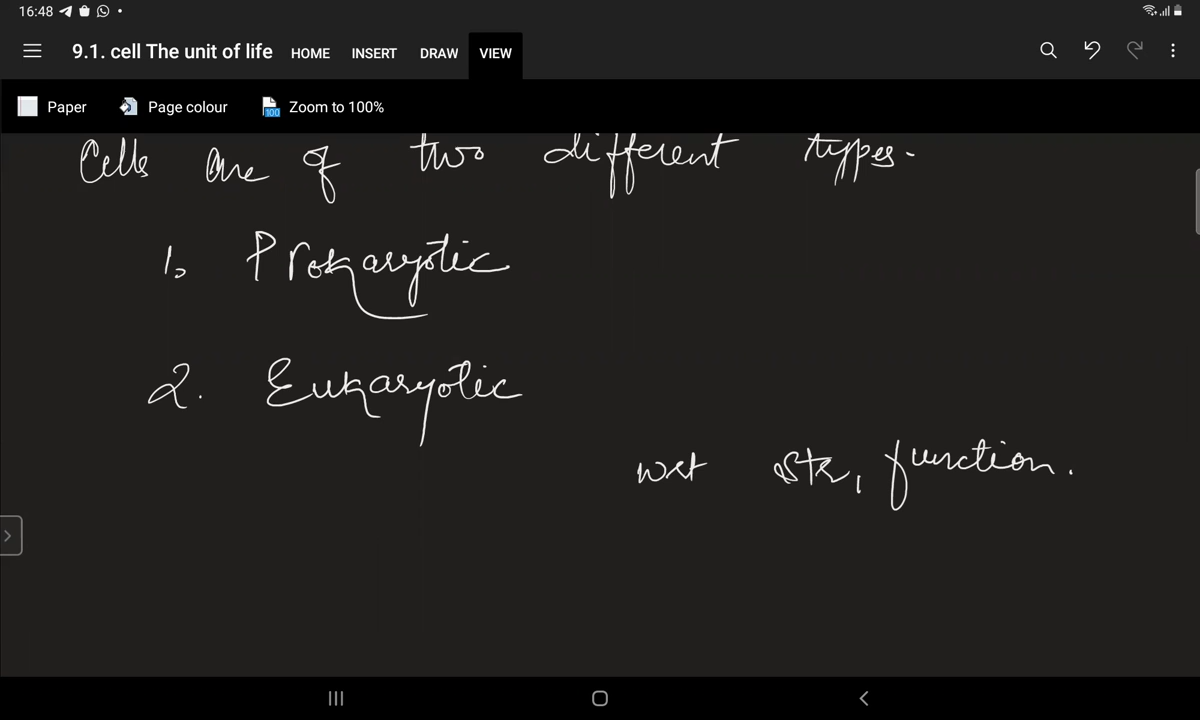 16:48
9.1. cell The unit of life HOME INSERT DRAW VIEW
Paper Page colour Zoom to 100%
Cells are of two different types.
1. Prokaryotic
2. Eukaryotic
wrt str, function.